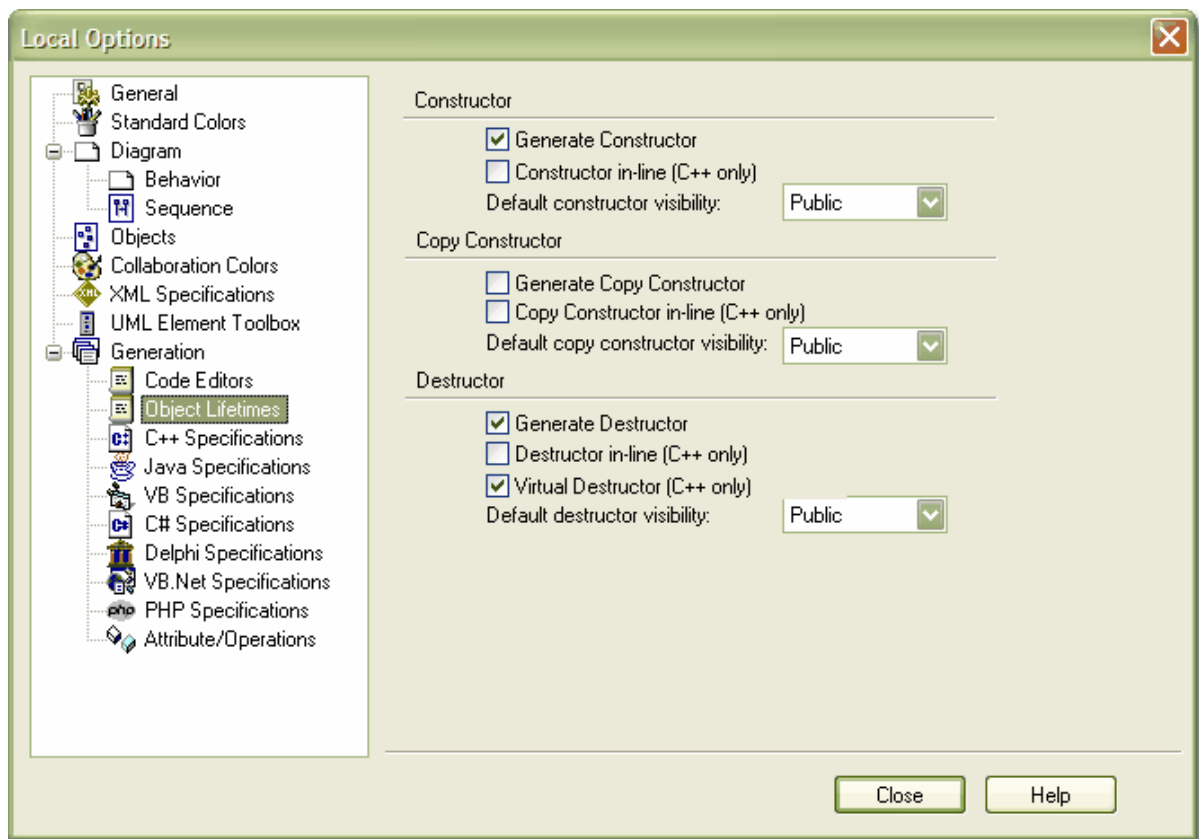 Local Options
General
Standard Colors
Diagram
Behavior
Sequence
Objects
Collaboration Colors
XML Specifications
UML Element Toolbox
Generation
Code Editors
Object Lifetimes
C++ Specifications
Java Specifications
VB Specifications
C# Specifications
Delphi Specifications
VB.Net Specifications
php PHP Specifications
Attribute/Operations
Constructor
Generate Constructor
Constructor in-line (C++ only)
Default constructor visibility: Public
Copy Constructor
Generate Copy Constructor
Copy Constructor in-line (C++ only)
Default copy constructor visibility: Public
Destructor
Generate Destructor
Destructor in-line (C++ only)
Virtual Destructor (C++ only)
Default destructor visibility: Public
Close Help